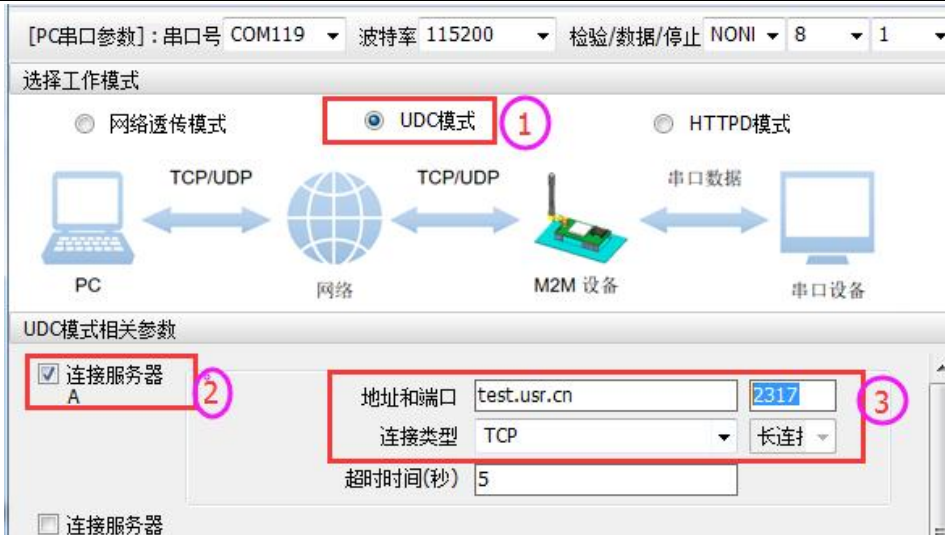 [PC串口参数]:串口号 COM119 波特率 115200 检验/数据/停止 NONI 8 1
选择工作模式
网络透传模式 UDC模式 1 HTTPD模式
TCP/UDP TCP/UDP 串口数据
PC 网络 M2M 设备 串口设备
UDC模式相关参数
连接服务器 A 2
地址和端口 test.usr.cn 2317 3
连接类型 TCP 长连
超时时间(秒) 5
连接服务器